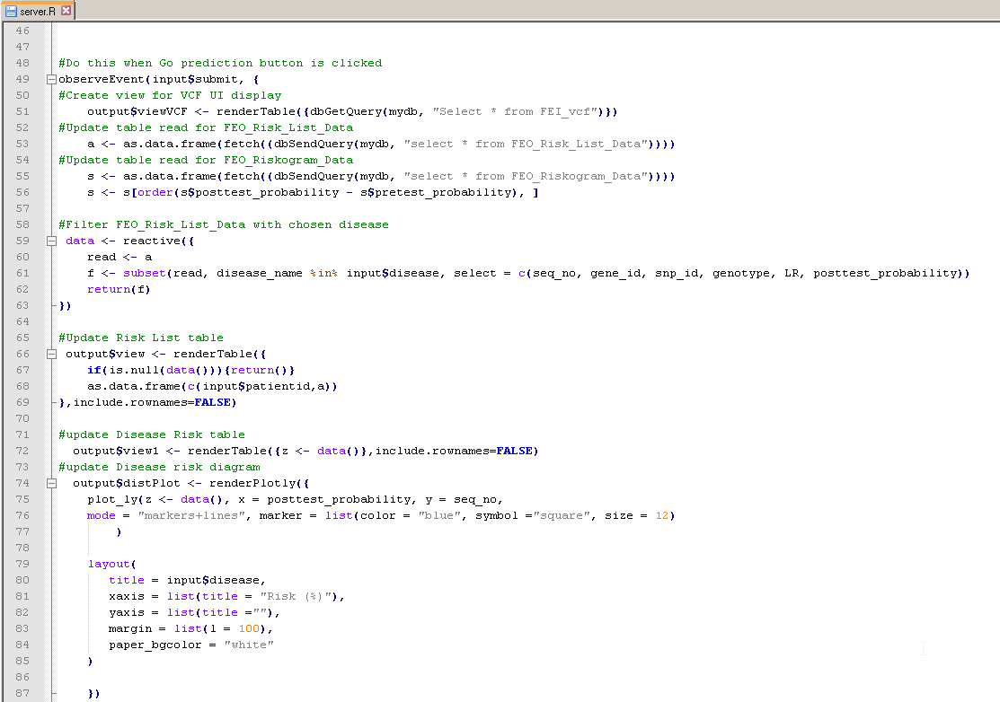 server.R
46
47
48 #Do this when Go prediction button is clicked
49 observeEvent(input$submit, {
50 #Create view for VCF UI display
51 output$viewVCF <- renderTable({dbGetQuery(mydb, "Select * from FEI_vcf")})
52 #Update table read for FEO_Risk_List_Data
53 a <- as.data.frame(fetch((dbSendQuery(mydb, "select * from FEO_Risk_List_Data"))))
54 #Update table read for FEO_Riskogram_Data
55 s <- as.data.frame(fetch((dbSendQuery(mydb, "select * from FEO_Riskogram_Data"))))
56 s <- s[order(s$posttest_probability - s$pretest_probability), ]
57
58 #Filter FEO_Risk_List_Data with chosen disease
59 data <- reactive({
60 read <- a
61 f <- subset(read, disease_name %in% input$disease, select = c(seq_no, gene_id, snp_id, genotype, LR, posttest_probability))
62 return(f)
63 })
64
65 #Update Risk List table
66 output$view <- renderTable({
67 if(is.null(data())){return()}
68 as.data.frame(c(input$patientid,a))
69 },include.rownames=FALSE)
70
71 #update Disease Risk table
72 output$view1 <- renderTable({z <- data()},include.rownames=FALSE)
73 #update Disease risk diagram
74 output$distPlot <- renderPlotly({
75 plot_ly(z <- data(), x = posttest_probability, y = seq_no,
76 mode = "markers+lines", marker = list(color = "blue", symbol ="square", size = 12)
77 )
78
79 layout(
80 title = input$disease,
81 xaxis = list(title = "Risk (%)"),
82 yaxis = list(title =""),
83 margin = list(l = 100),
84 paper_bgcolor = "white"
85 )
86
87 })